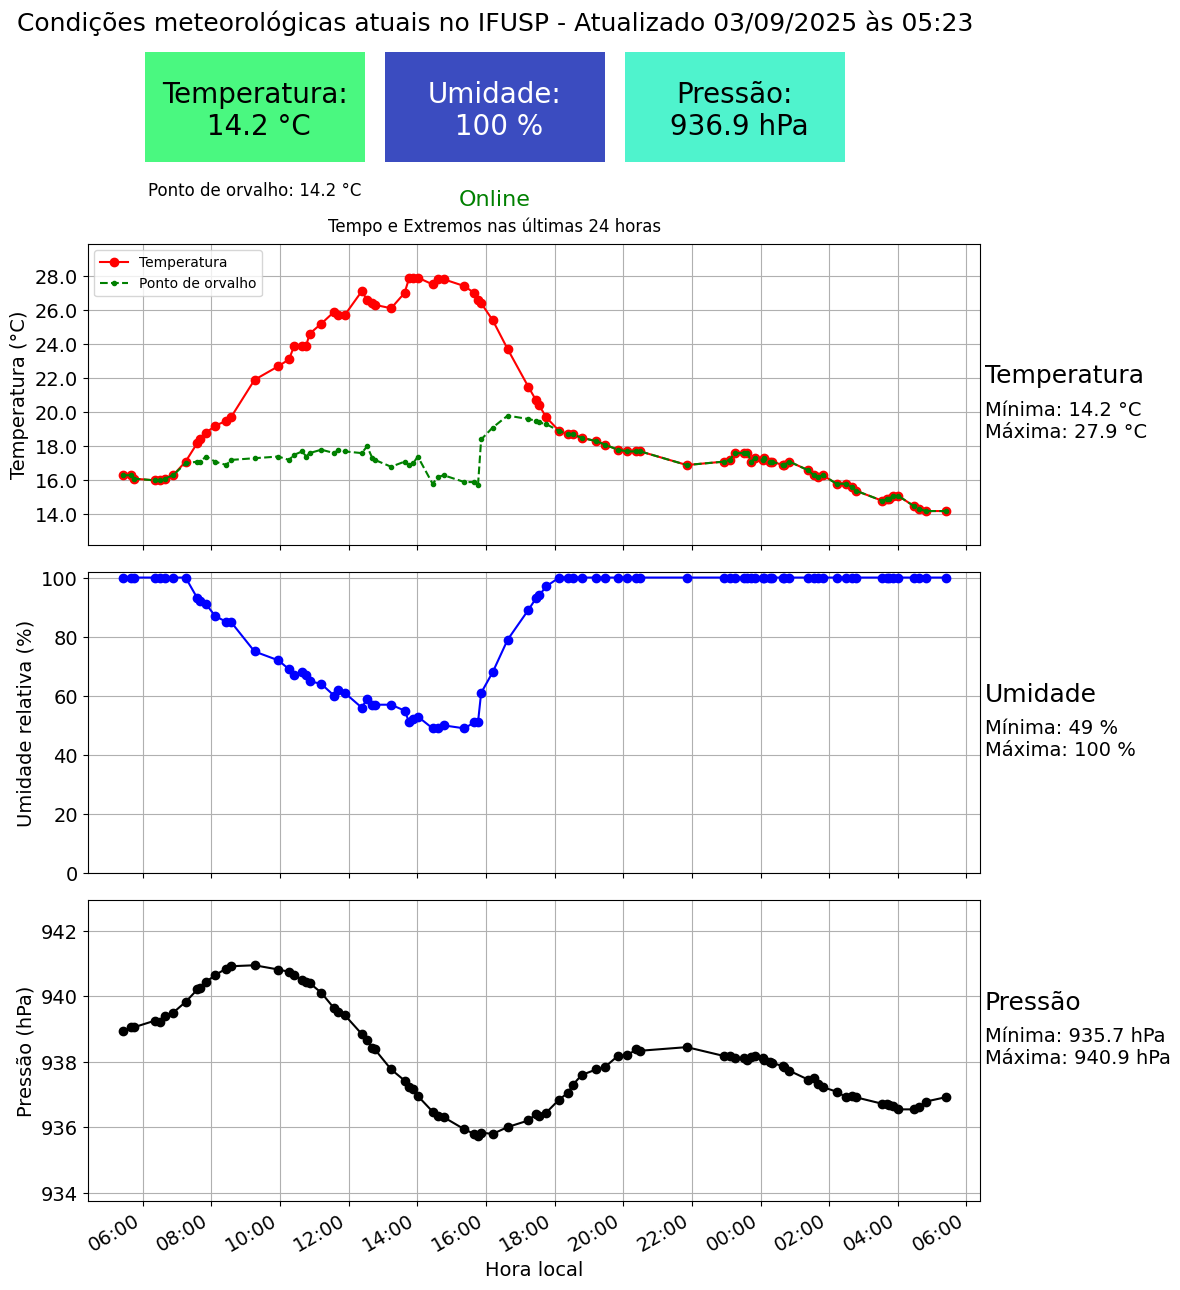 Condições meteorológicas atuais no IFUSP - Atualizado 03/09/2025 às 05:23
Temperatura:
14.2 °C
Umidade:
100 %
Pressão:
936.9 hPa
Ponto de orvalho: 14.2 °C
Online
Tempo e Extremos nas últimas 24 horas
Temperatura
Ponto de orvalho
Temperatura (°C)
28.0
26.0
24.0
22.0
20.0
18.0
16.0
14.0
Temperatura
Mínima: 14.2 °C
Máxima: 27.9 °C
Umidade relativa (%)
100
80
60
40
20
0
Umidade
Mínima: 49 %
Máxima: 100 %
Pressão (hPa)
942
940
938
936
934
Pressão
Mínima: 935.7 hPa
Máxima: 940.9 hPa
06:00
08:00
10:00
12:00
14:00
16:00
18:00
20:00
22:00
00:00
02:00
04:00
06:00
Hora local